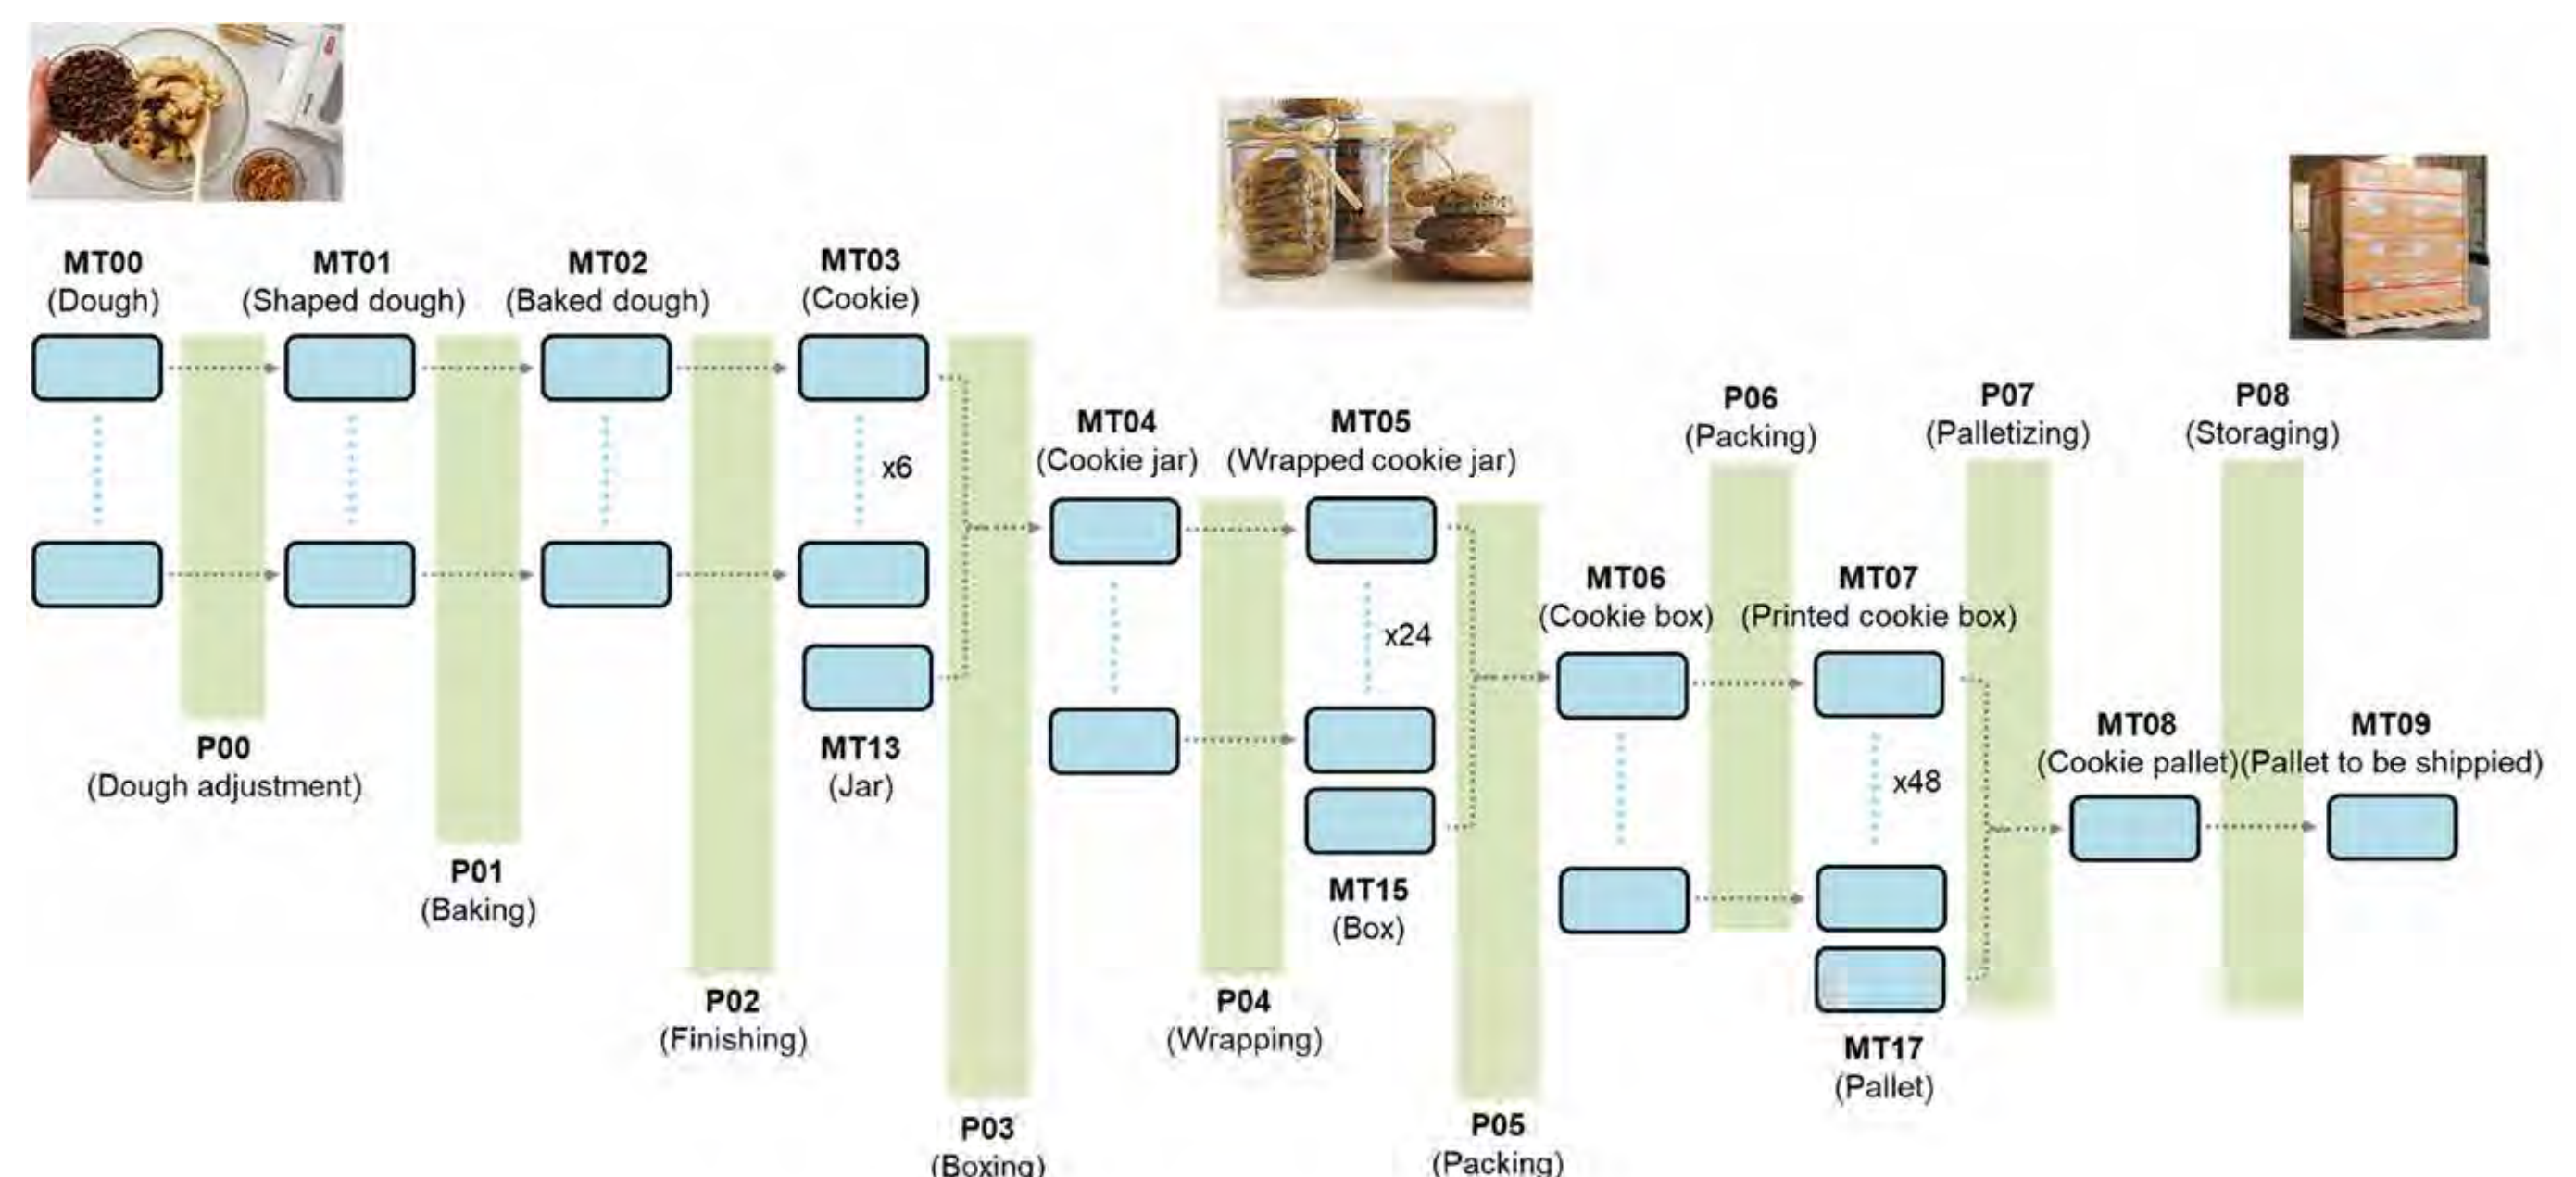 MT00
(Dough)
MT01
(Shaped dough)
MT02
(Baked dough)
MT03
(Cookie)
x6
MT13
(Jar)
P00
(Dough adjustment)
P01
(Baking)
P02
(Finishing)
P03
(Boxing)
MT04
(Cookie jar)
MT05
(Wrapped cookie jar)
x24
MT15
(Box)
P04
(Wrapping)
P05
(Packing)
P06
(Packing)
MT06
(Cookie box)
MT07
(Printed cookie box)
x48
MT17
(Pallet)
P07
(Palletizing)
P08
(Storaging)
MT08
(Cookie pallet)
MT09
(Pallet to be shippied)